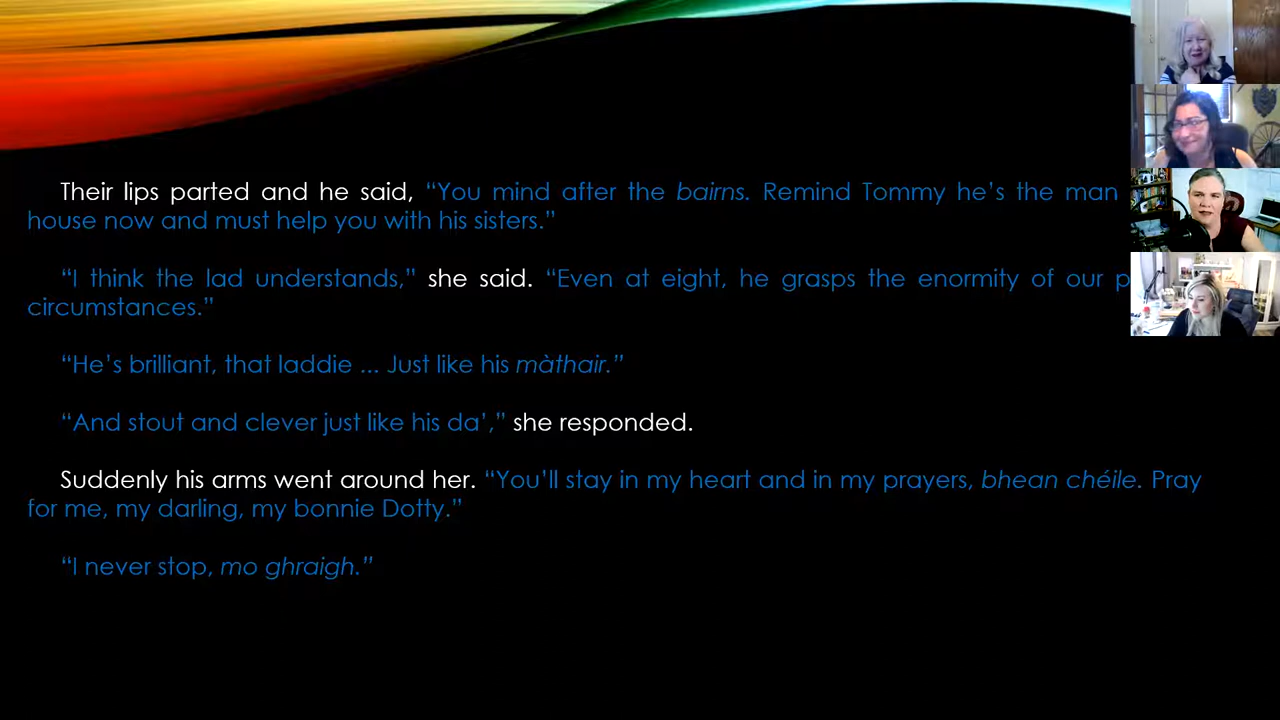 Their lips parted and he said, “You mind after the bairns. Remind Tommy he’s the man
house now and must help you with his sisters.”
“I think the lad understands,” she said. “Even at eight, he grasps the enormity of our
circumstances.”
“He’s brilliant, that laddie ... Just like his màthair.”
“And stout and clever just like his da’,” she responded.
Suddenly his arms went around her. “You’ll stay in my heart and in my prayers, bhean chéile. Pray
for me, my darling, my bonnie Dotty.”
“I never stop, mo ghraigh.”